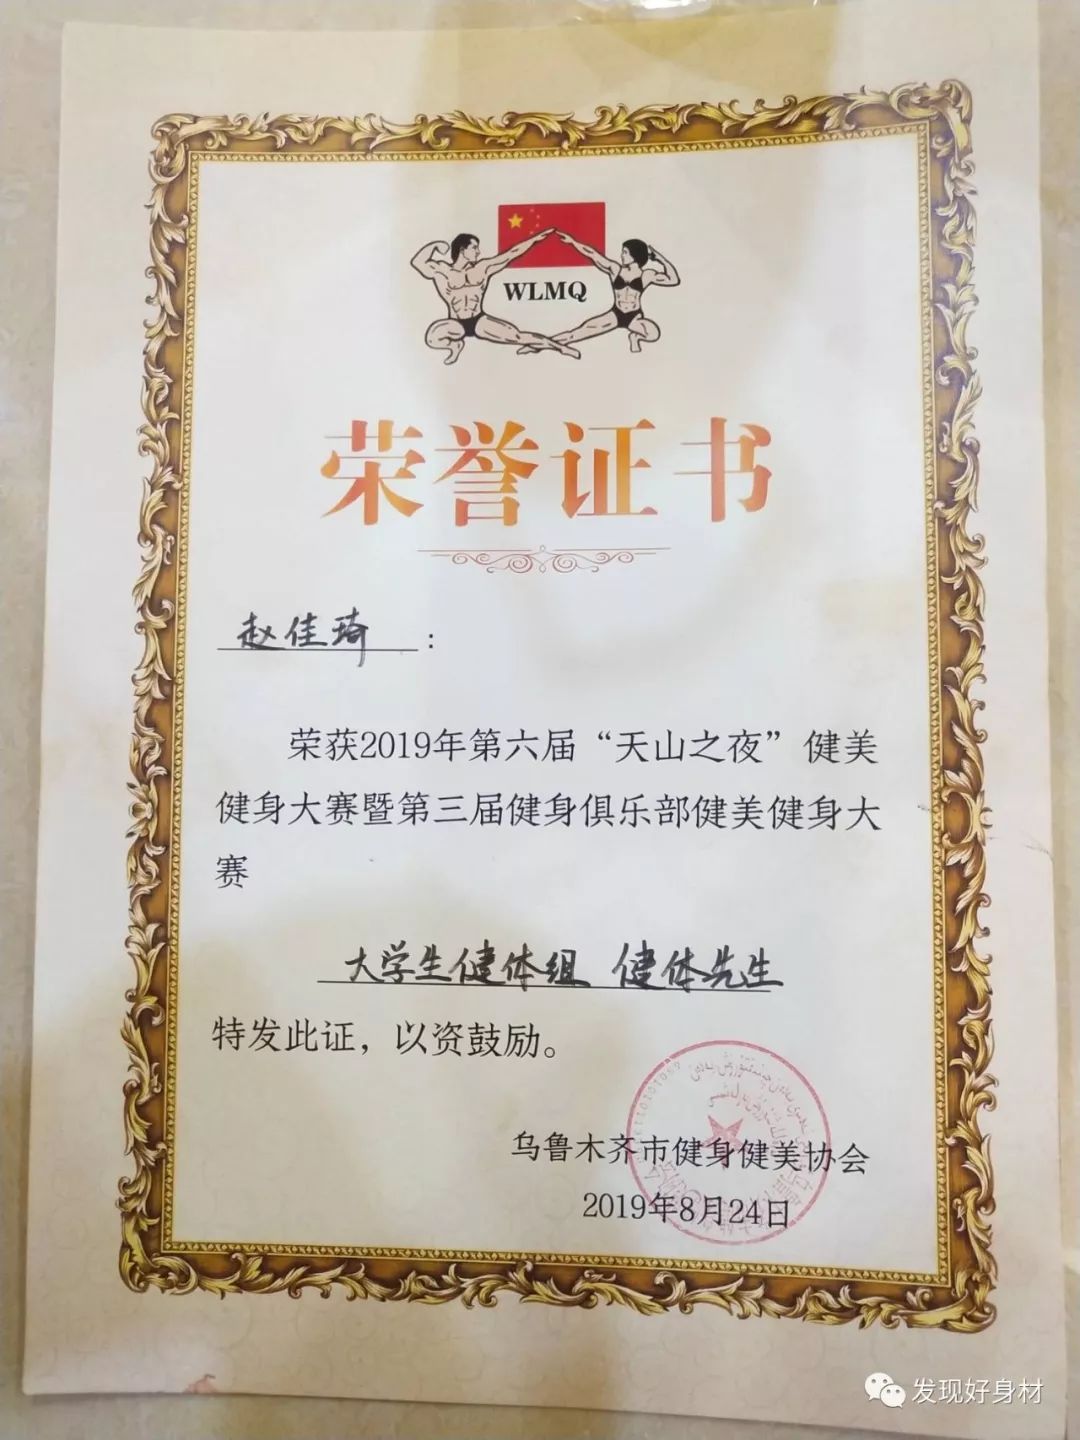 WLMQ
荣誉证书
赵佳琦：
荣获2019年第六届“天山之夜”健美
健身大赛暨第三届健身俱乐部健美健身大
赛
大学生健体组 健体先生
特发此证，以资鼓励。
乌鲁木齐市健身健美协会
2019年8月24日
发现好身材